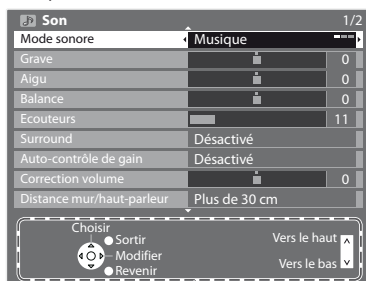 Son 1/2
Mode sonore Musique
Grave 0
Aigu 0
Balance 0
Ecouteurs 11
Surround Désactivé
Auto-contrôle de gain Désactivé
Correction volume 0
Distance mur/haut-parleur Plus de 30 cm
Choisir
Sortir
Vers le haut
Modifier
Vers le bas
Revenir